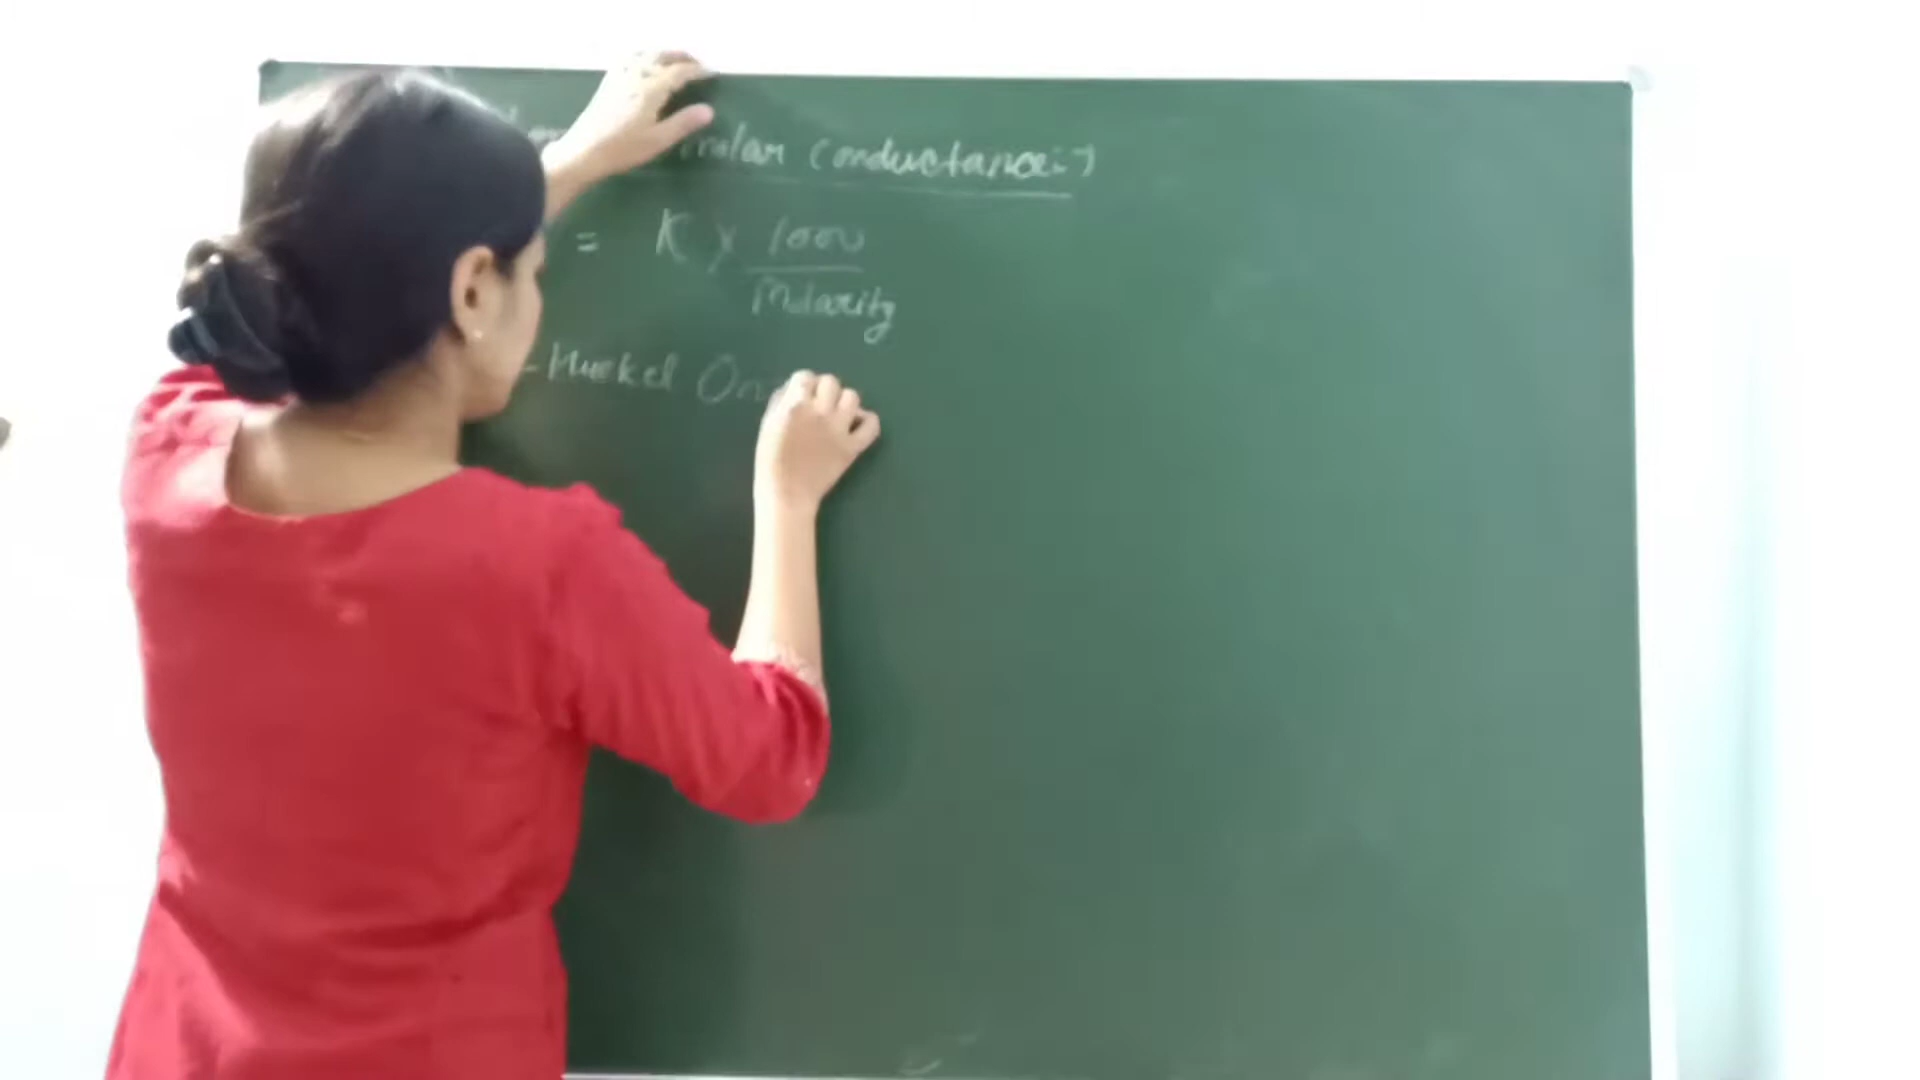 molar Conductance:→
= K × 1000
Molarity
- Huckel On